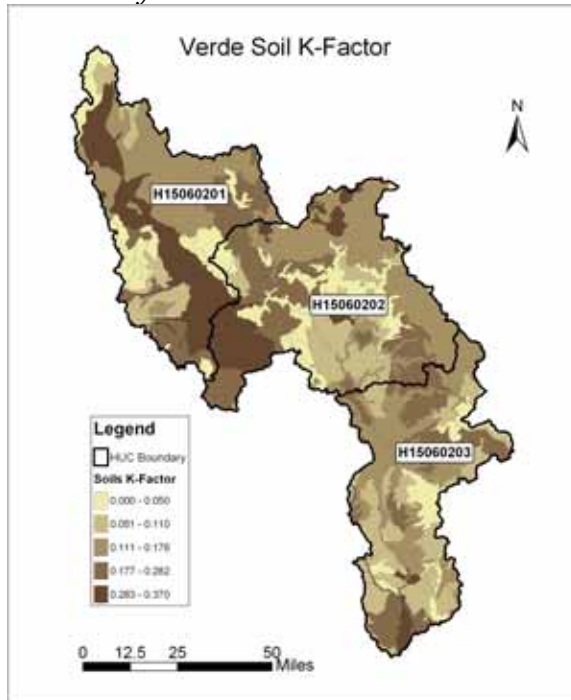 Verde Soil K-Factor
N
H15060201
H15060202
H15060203
Legend
HUC Boundary
Soils K-Factor
0.000 - 0.050
0.051 - 0.110
0.111 - 0.176
0.177 - 0.282
0.283 - 0.370
0 12.5 25 50
Miles